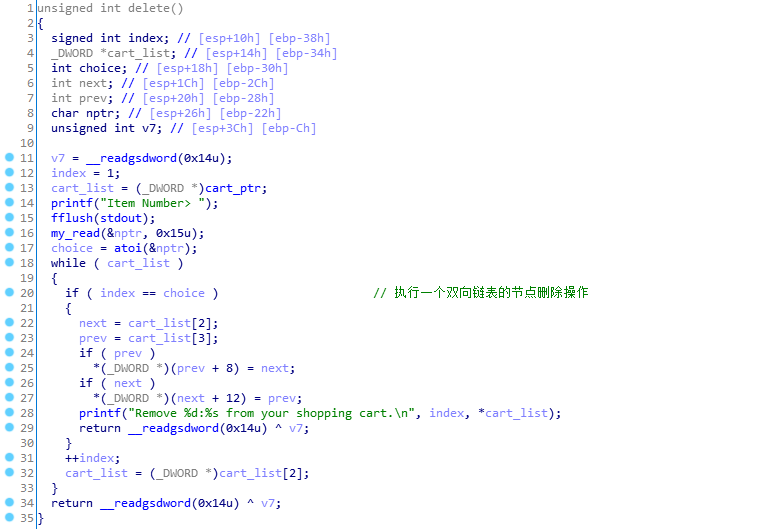 1 unsigned int delete()
2 {
3   signed int index; // [esp+10h] [ebp-38h]
4   _DWORD *cart_list; // [esp+14h] [ebp-34h]
5   int choice; // [esp+18h] [ebp-30h]
6   int next; // [esp+1Ch] [ebp-2Ch]
7   int prev; // [esp+20h] [ebp-28h]
8   char nptr; // [esp+26h] [ebp-22h]
9   unsigned int v7; // [esp+3Ch] [ebp-Ch]
10
11   v7 = __readgsdword(0x14u);
12   index = 1;
13   cart_list = (_DWORD *)cart_ptr;
14   printf("Item Number> ");
15   fflush(stdout);
16   my_read(&nptr, 0x15u);
17   choice = atoi(&nptr);
18   while ( cart_list )
19   {
20     if ( index == choice )                      // 执行一个双向链表的节点删除操作
21     {
22       next = cart_list[2];
23       prev = cart_list[3];
24       if ( prev )
25         *(_DWORD *)(prev + 8) = next;
26       if ( next )
27         *(_DWORD *)(next + 12) = prev;
28       printf("Remove %d:%s from your shopping cart.\n", index, *cart_list);
29       return __readgsdword(0x14u) ^ v7;
30     }
31     ++index;
32     cart_list = (_DWORD *)cart_list[2];
33   }
34   return __readgsdword(0x14u) ^ v7;
35 }